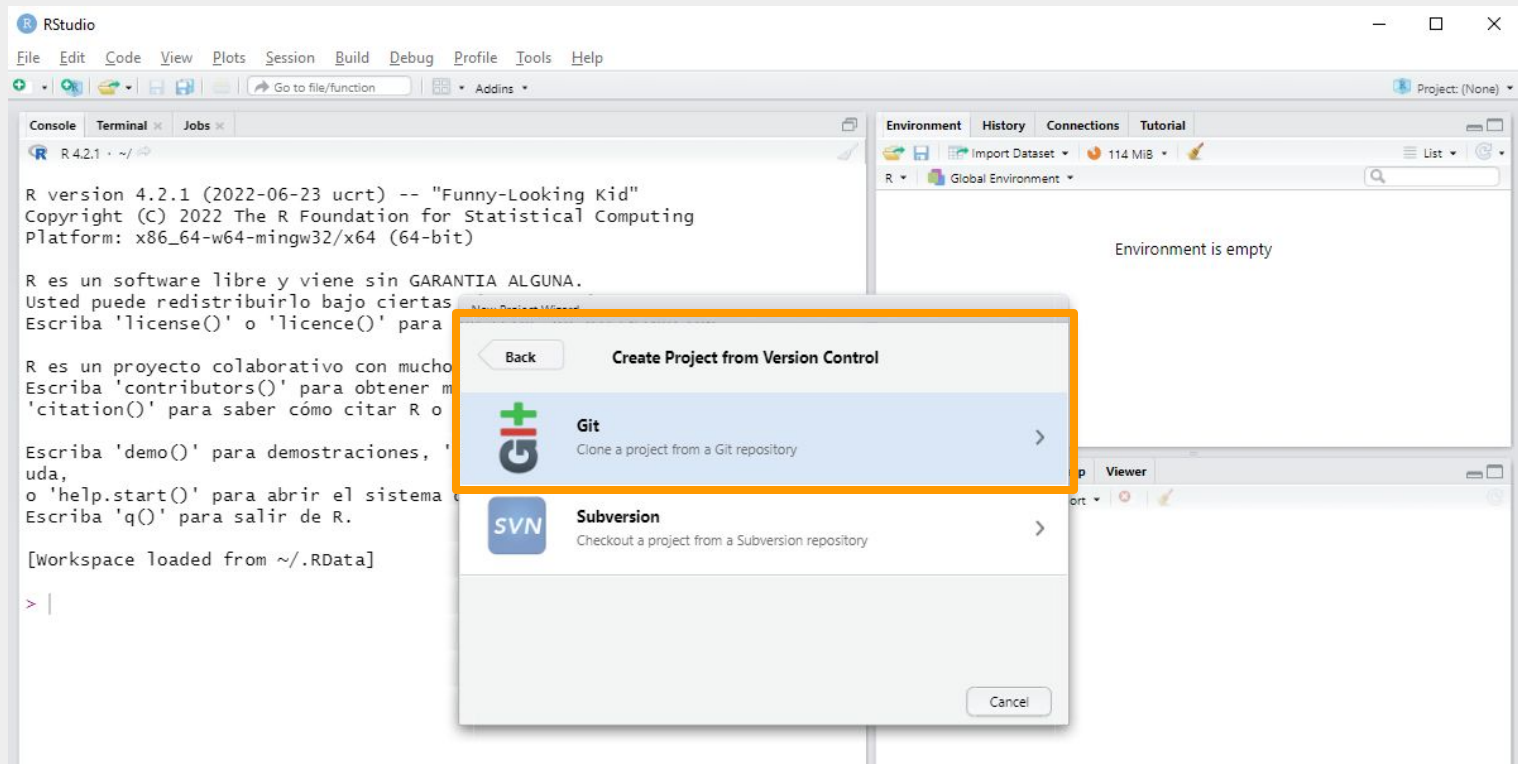 RStudio
File Edit Code View Plots Session Build Debug Profile Tools Help
Go to file/function Addins Project: (None)
Console Terminal Jobs
R 4.2.1 · ~/
R version 4.2.1 (2022-06-23 ucrt) -- "Funny-Looking Kid"
Copyright (C) 2022 The R Foundation for Statistical Computing
Platform: x86_64-w64-mingw32/x64 (64-bit)
R es un software libre y viene sin GARANTIA ALGUNA.
Usted puede redistribuirlo bajo ciertas
Escriba 'license()' o 'licence()' para
R es un proyecto colaborativo con mucho
Escriba 'contributors()' para obtener m
'citation()' para saber cómo citar R o
Escriba 'demo()' para demostraciones, '
uda,
o 'help.start()' para abrir el sistema
Escriba 'q()' para salir de R.
[Workspace loaded from ~/.RData]
>
Environment History Connections Tutorial
Import Dataset 114 MiB List
R Global Environment
Environment is empty
p Viewer
ort
New Project Wizard
Back Create Project from Version Control
git
Git
Clone a project from a Git repository
SVN
Subversion
Checkout a project from a Subversion repository
Cancel